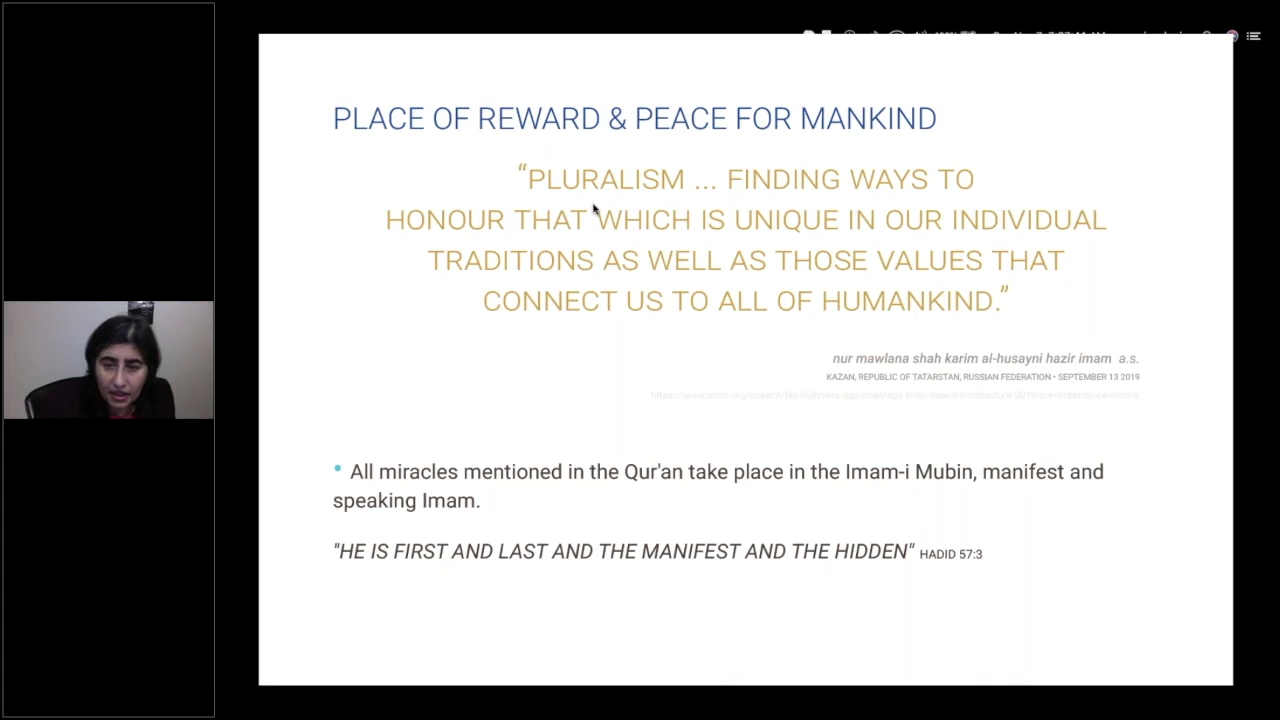 PLACE OF REWARD & PEACE FOR MANKIND
“PLURALISM ... FINDING WAYS TO
HONOUR THAT WHICH IS UNIQUE IN OUR INDIVIDUAL
TRADITIONS AS WELL AS THOSE VALUES THAT
CONNECT US TO ALL OF HUMANKIND.”
nur mawlana shah karim al-husayni hazir imam a.s.
KAZAN, REPUBLIC OF TATARSTAN, RUSSIAN FEDERATION • SEPTEMBER 13 2019
• All miracles mentioned in the Qur'an take place in the Imam-i Mubin, manifest and
speaking Imam.
"HE IS FIRST AND LAST AND THE MANIFEST AND THE HIDDEN" HADID 57:3